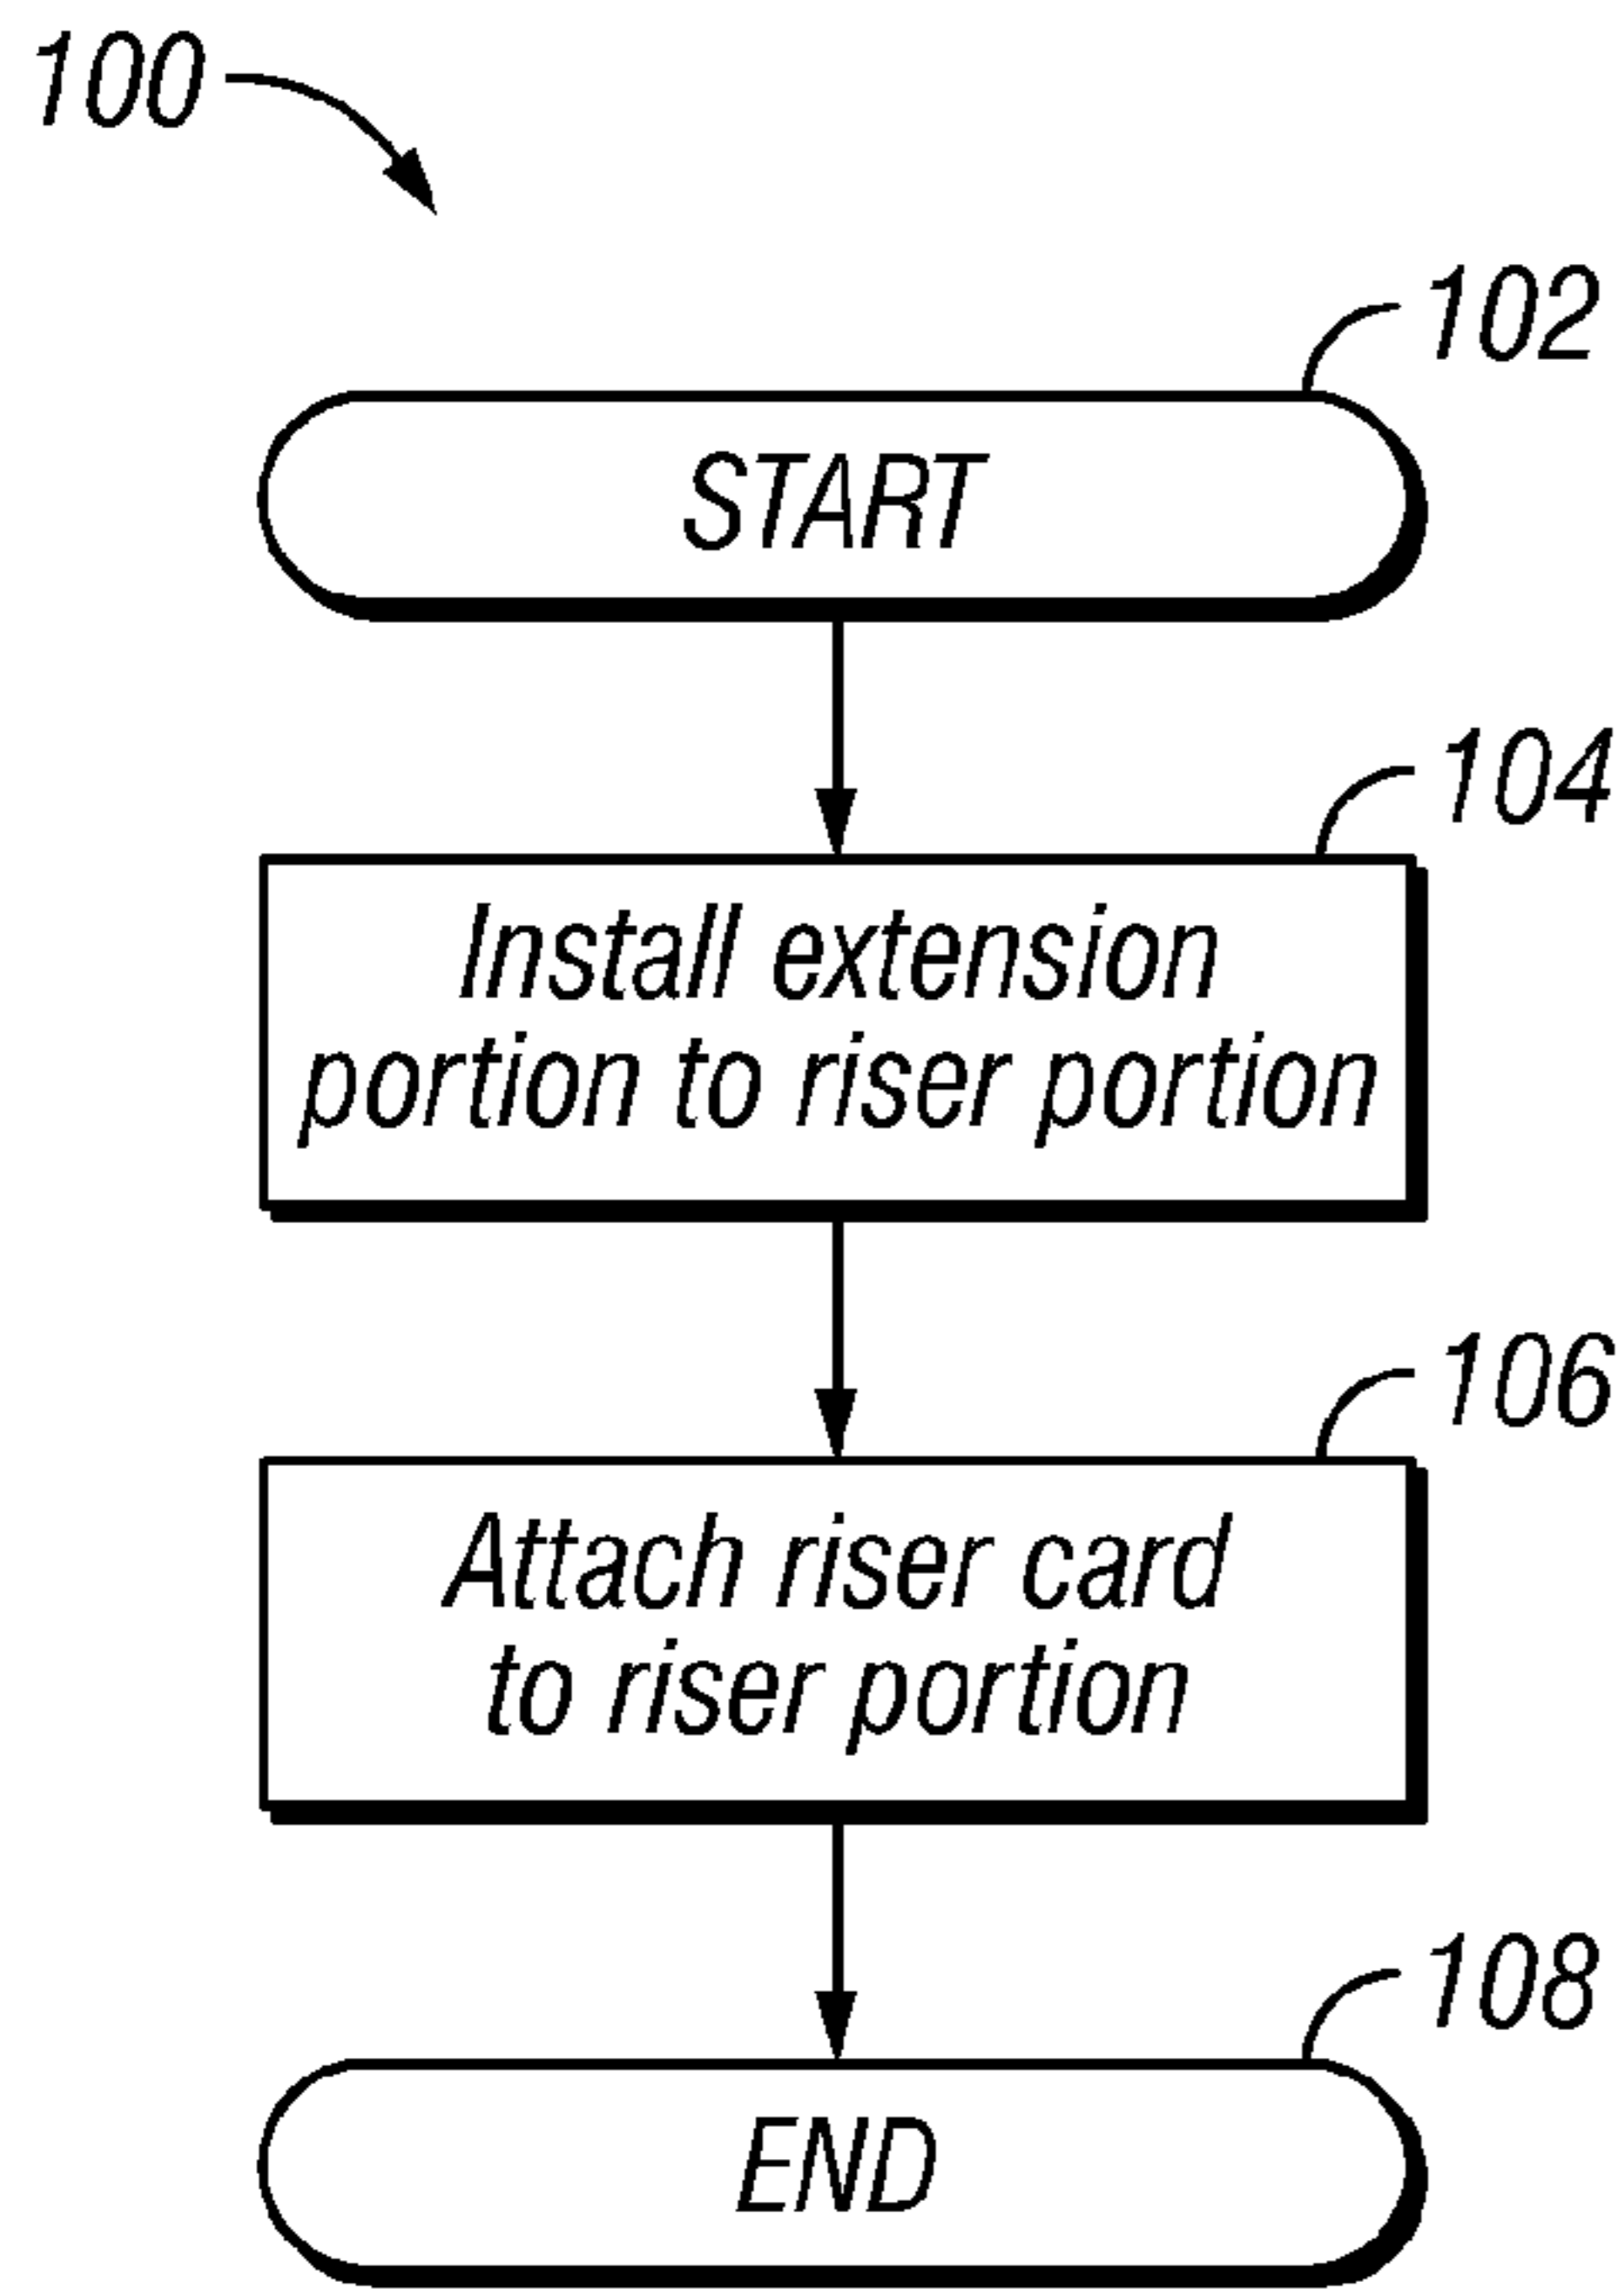 100
102
START
104
Install extension
portion to riser portion
106
Attach riser card
to riser portion
108
END